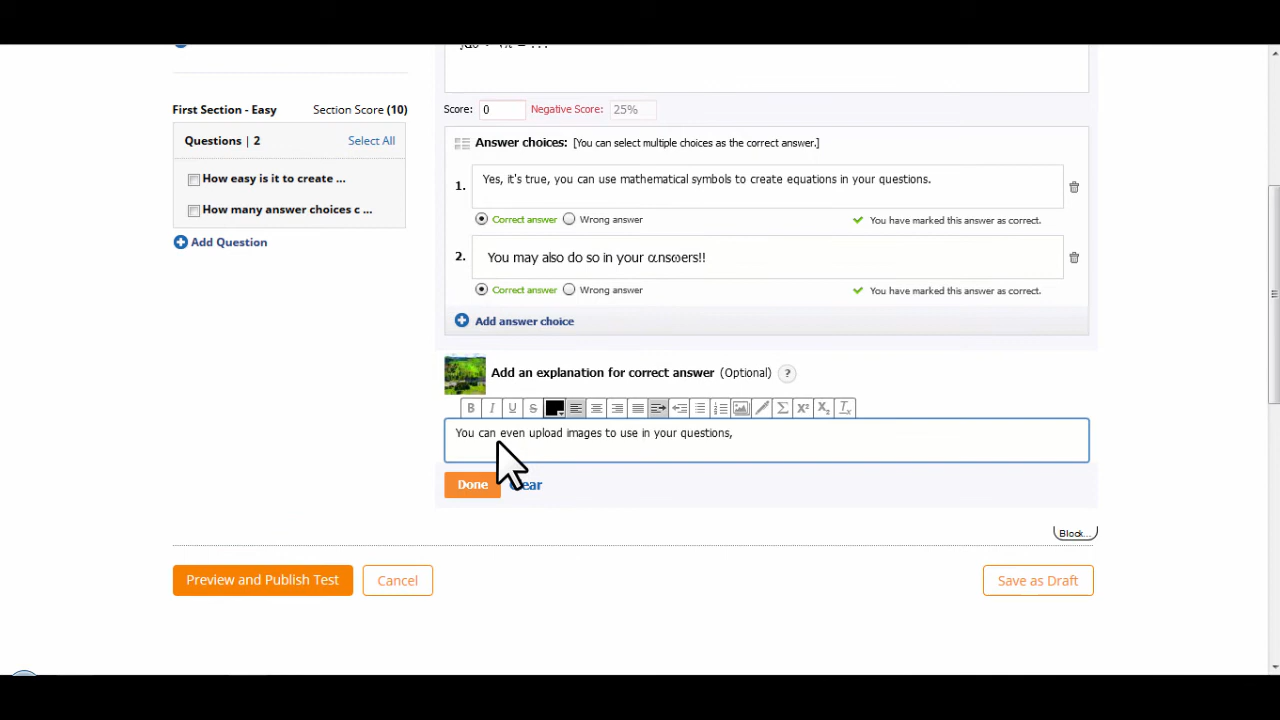 First Section - Easy Section Score (10)
Questions | 2 Select All
How easy is it to create ...
How many answer choices c ...
Add Question
Score: 0 Negative Score: 25%
Answer choices: [You can select multiple choices as the correct answer.]
1. Yes, it's true, you can use mathematical symbols to create equations in your questions.
Correct answer Wrong answer You have marked this answer as correct.
2. You may also do so in your αnsωers!!
Correct answer Wrong answer You have marked this answer as correct.
Add answer choice
Add an explanation for correct answer (Optional) ?
B I U S Σ X² X₂ Tx
You can even upload images to use in your questions,
Done
Block...
Preview and Publish Test Cancel Save as Draft